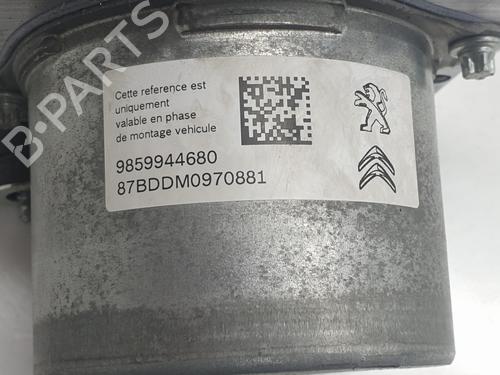 Cette reference est
uniquement
valable en phase
de montage vehicule
9859944680
87BDDM0970881
B-PARTS